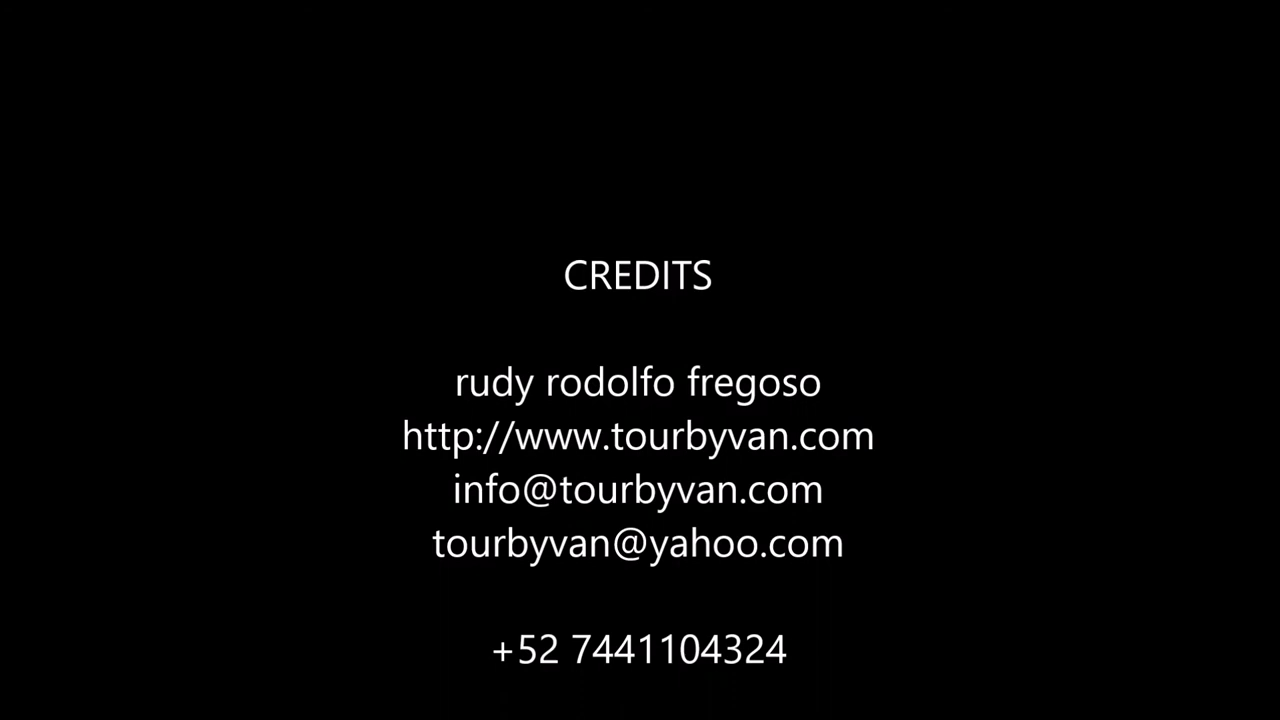 CREDITS
rudy rodolfo fregoso
http://www.tourbyvan.com
info@tourbyvan.com
tourbyvan@yahoo.com
+52 7441104324